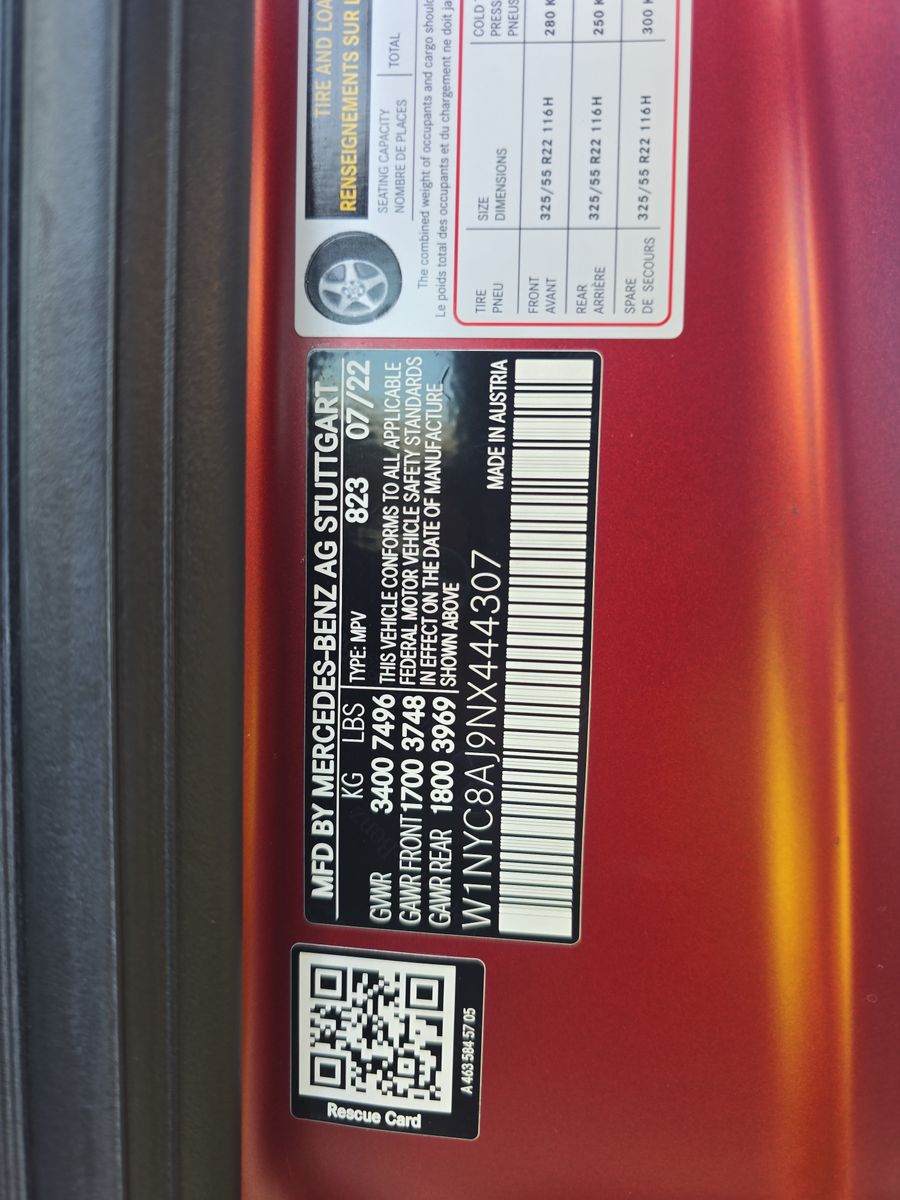 TIRE AND LOA
RENSEIGNEMENTS SUR L
SEATING CAPACITY
NOMBRE DE PLACES
TOTAL
The combined weight of occupants and cargo should
Le poids total des occupants et du chargement ne doit ja
TIRE
PNEU
SIZE
DIMENSIONS
COLD T
PRESS
PNEUS
FRONT
AVANT
325/55 R22 116H
280 K
REAR
ARRIÈRE
325/55 R22 116H
250 K
SPARE
DE SECOURS
325/55 R22 116H
300 K
MFD BY MERCEDES-BENZ AG STUTTGART
KG LBS TYPE: MPV 823 07/22
GVWR 3400 7496 THIS VEHICLE CONFORMS TO ALL APPLICABLE
GAWR FRONT 1700 3748 FEDERAL MOTOR VEHICLE SAFETY STANDARDS
GAWR REAR 1800 3969 IN EFFECT ON THE DATE OF MANUFACTURE
SHOWN ABOVE
W1NYC8AJ9NX444307 MADE IN AUSTRIA
Rescue Card
A 463 584 57 05